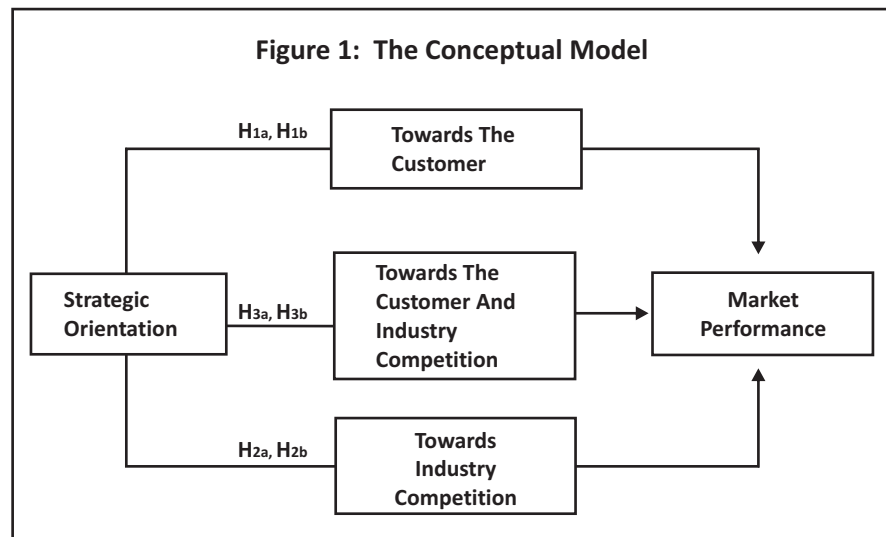 Figure 1: The Conceptual Model
H1a, H1b
Towards The
Customer
Strategic
Orientation
H3a, H3b
Towards The
Customer And
Industry
Competition
Market
Performance
H2a, H2b
Towards
Industry
Competition